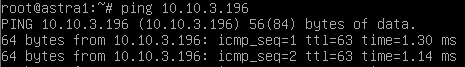 root@astra1:~# ping 10.10.3.196
PING 10.10.3.196 (10.10.3.196) 56(84) bytes of data.
64 bytes from 10.10.3.196: icmp_seq=1 ttl=63 time=1.30 ms
64 bytes from 10.10.3.196: icmp_seq=2 ttl=63 time=1.14 ms